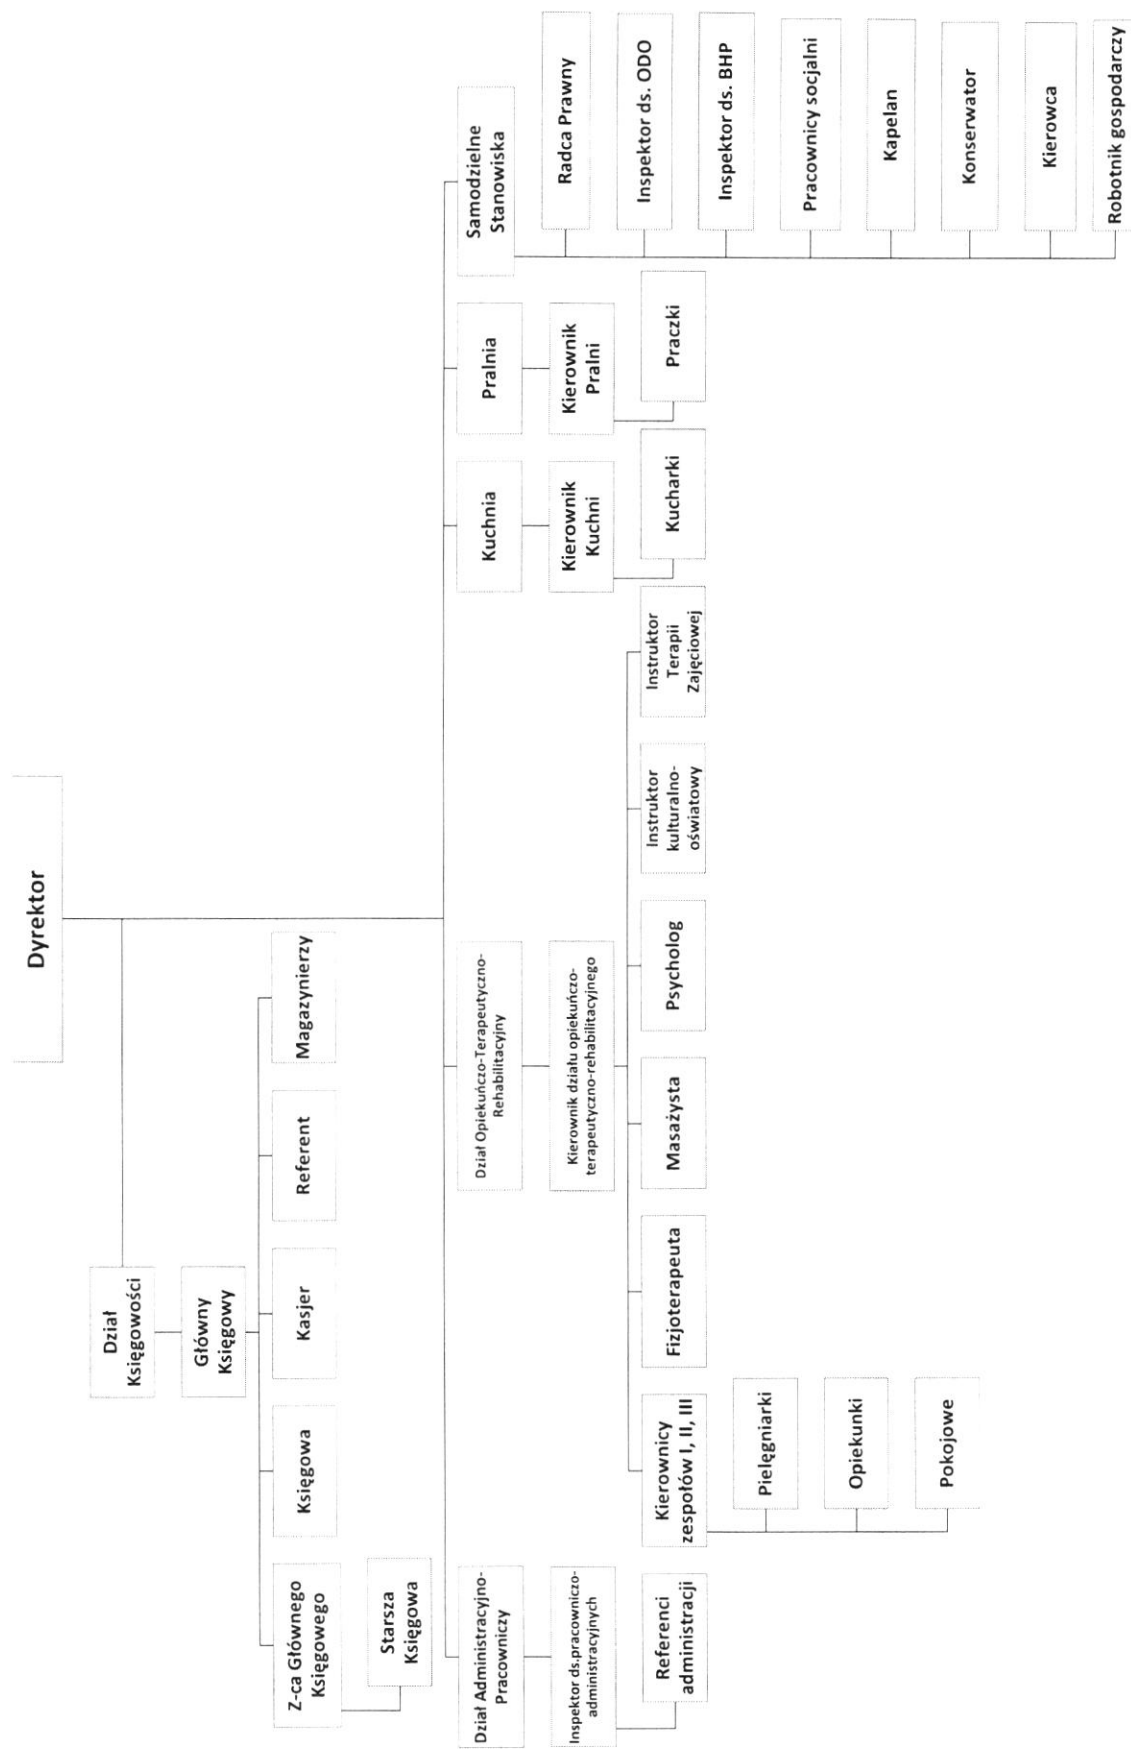 Dyrektor
Dział
Księgowości
Główny
Księgowy
Z-ca Głównego
Księgowego
Księgowa
Kasjer
Referent
Magazynierzy
Starsza
Księgowa
Dział Administracyjno-
Pracowniczy
Dział Opiekuńczo-Terapeutyczno-
Rehabilitacyjny
Kuchnia
Pralnia
Samodzielne
Stanowiska
Inspektor ds.pracowniczo-
administracyjnych
Kierownik działu opiekuńczo-
terapeutyczno-rehabilitacyjnego
Kierownik
Kuchni
Kierownik
Pralni
Referenci
administracji
Kierownicy
zespołów I, II, III
Fizjoterapeuta
Masażysta
Psycholog
Instruktor
kulturalno-
oświatowy
Instruktor
Terapii
Zajęciowej
Kucharki
Praczki
Pielęgniarki
Opiekunki
Pokojowe
Radca Prawny
Inspektor ds. ODO
Inspektor ds. BHP
Pracownicy socjalni
Kapelan
Konserwator
Kierowca
Robotnik gospodarczy